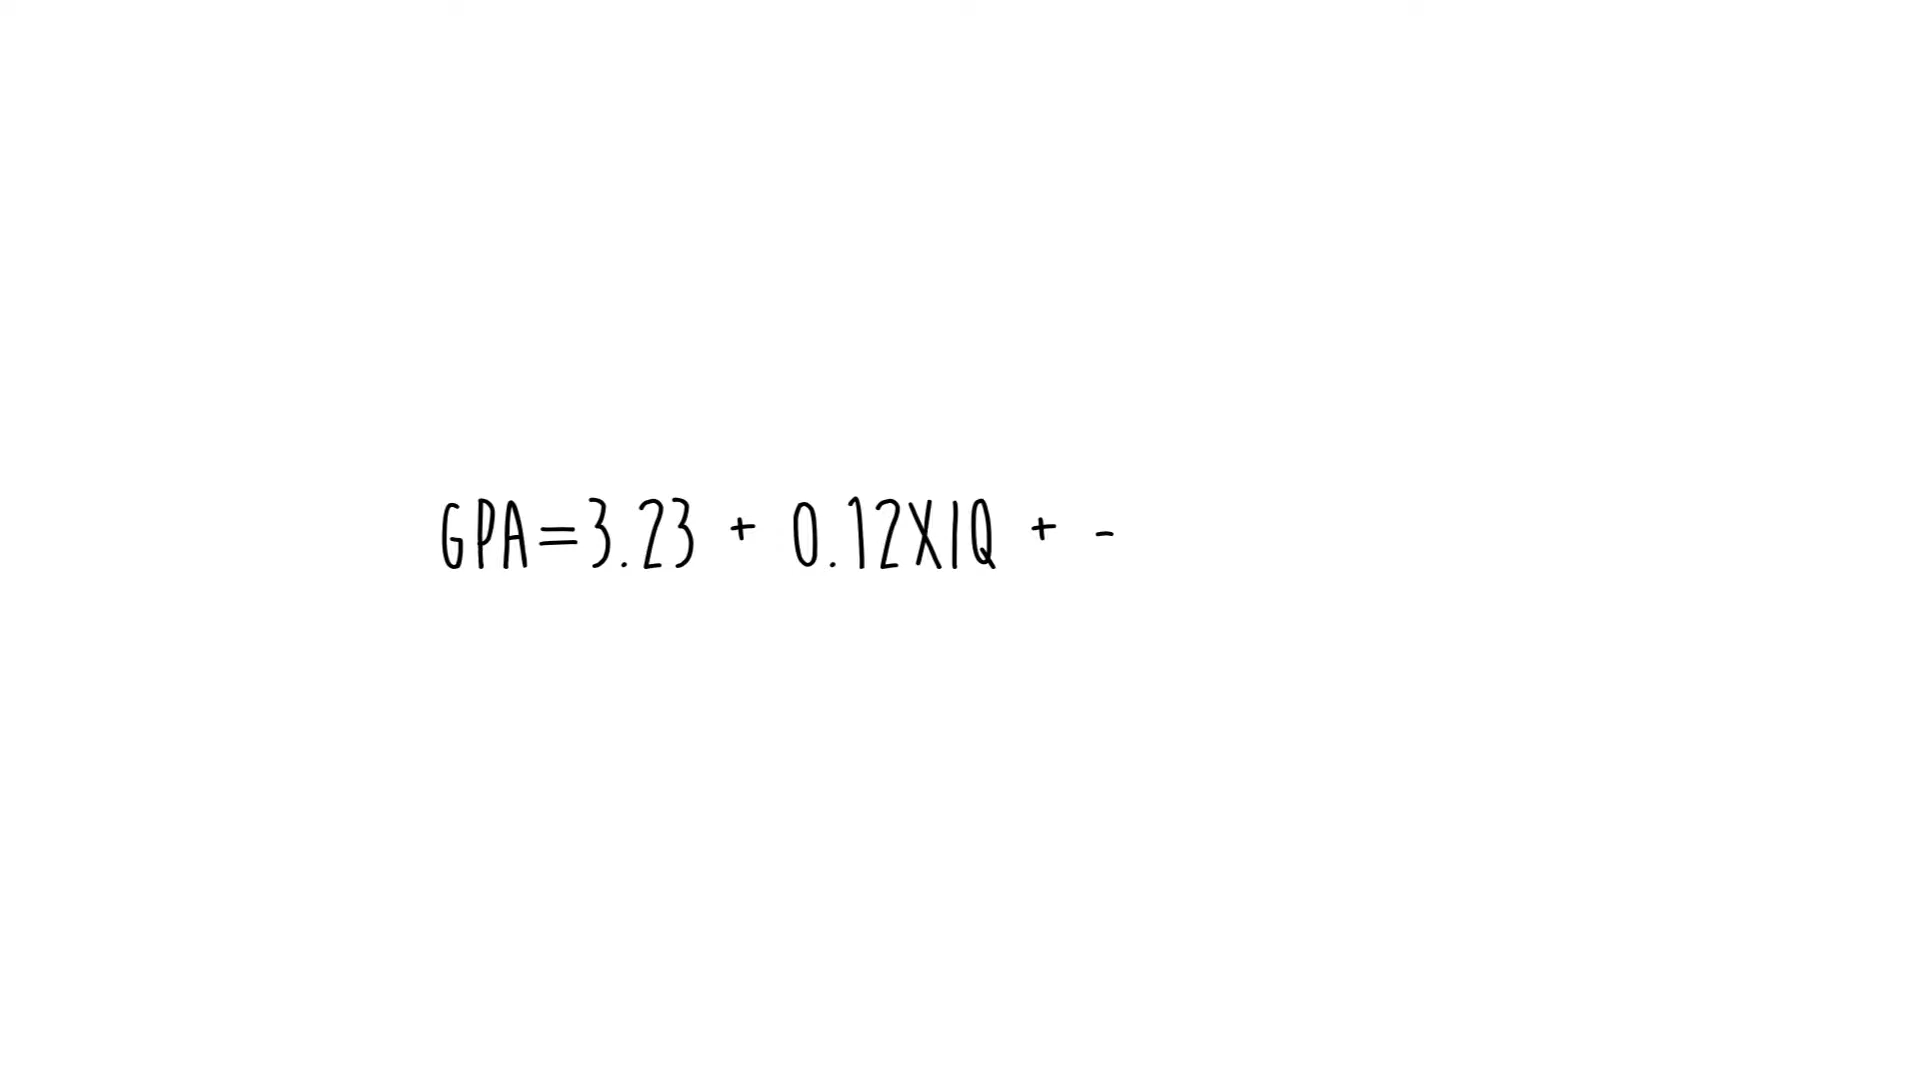 GPA=3.23 + 0.12XIQ + -